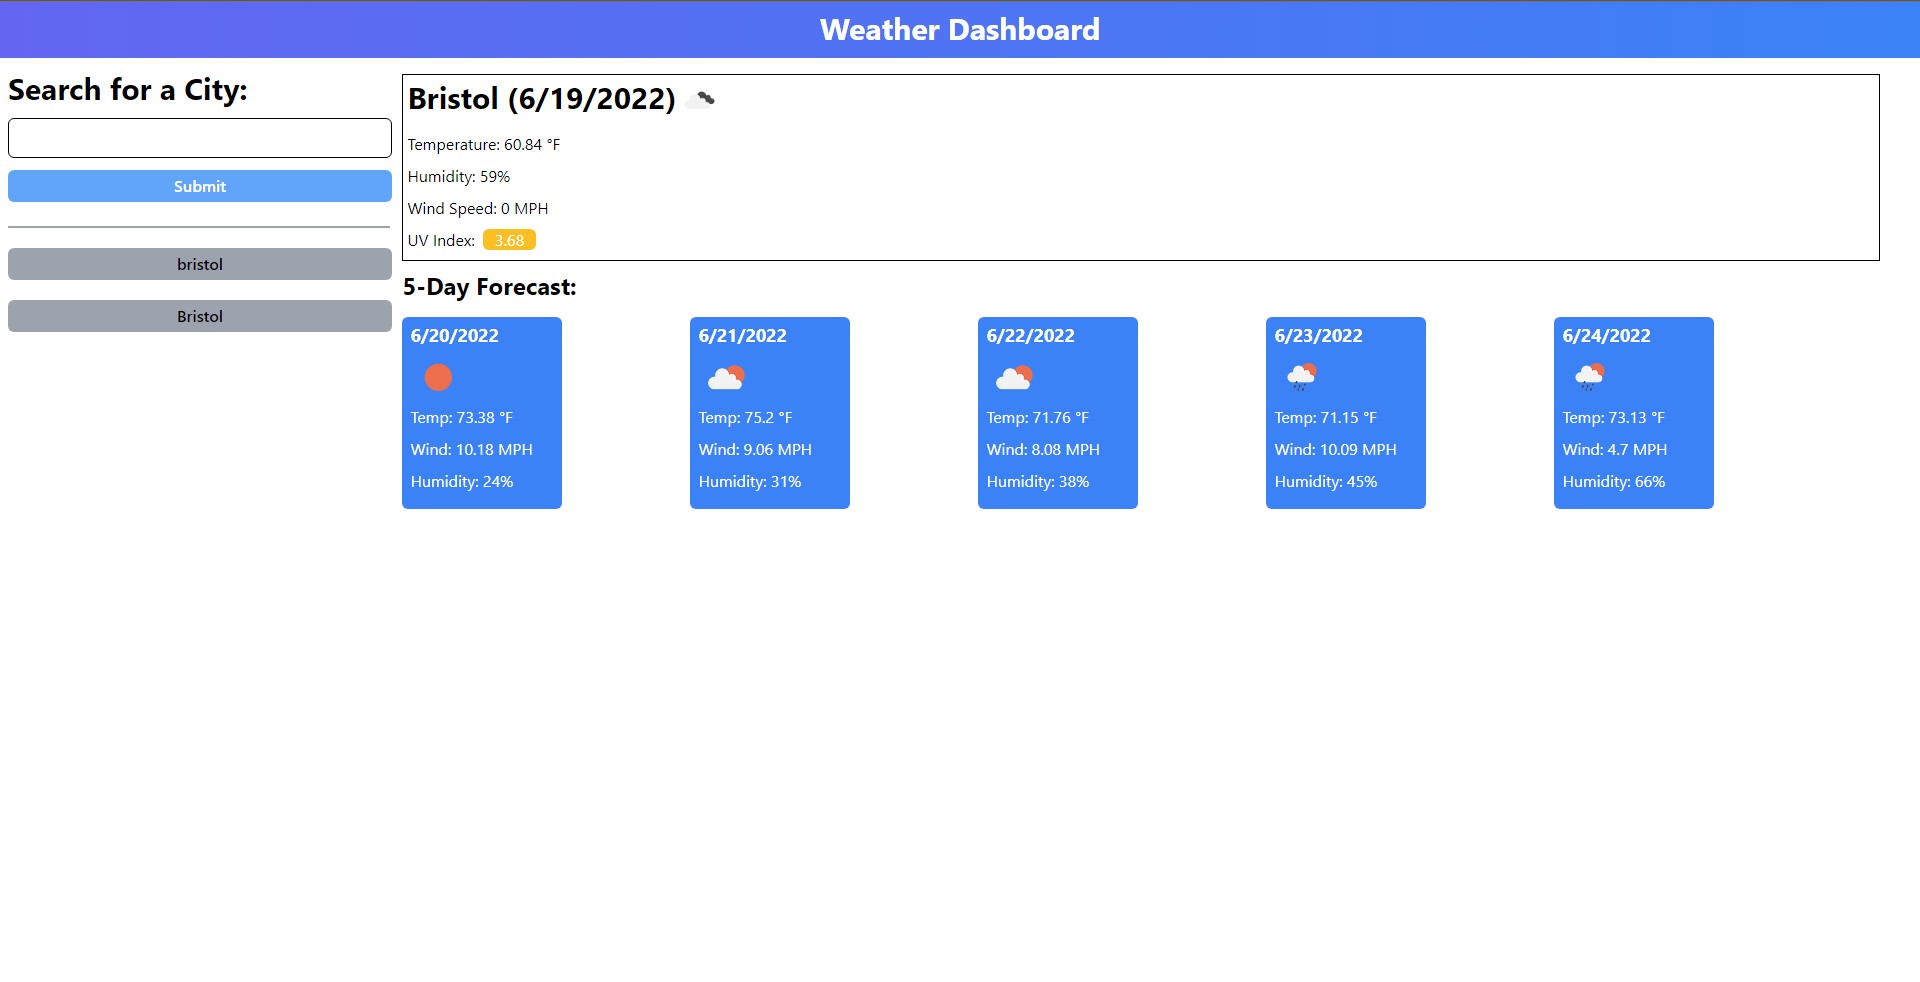 Weather Dashboard
Search for a City:
Submit
bristol
Bristol
Bristol (6/19/2022)
Temperature: 60.84 °F
Humidity: 59%
Wind Speed: 0 MPH
UV Index: 3.68
5-Day Forecast:
6/20/2022
Temp: 73.38 °F
Wind: 10.18 MPH
Humidity: 24%
6/21/2022
Temp: 75.2 °F
Wind: 9.06 MPH
Humidity: 31%
6/22/2022
Temp: 71.76 °F
Wind: 8.08 MPH
Humidity: 38%
6/23/2022
Temp: 71.15 °F
Wind: 10.09 MPH
Humidity: 45%
6/24/2022
Temp: 73.13 °F
Wind: 4.7 MPH
Humidity: 66%